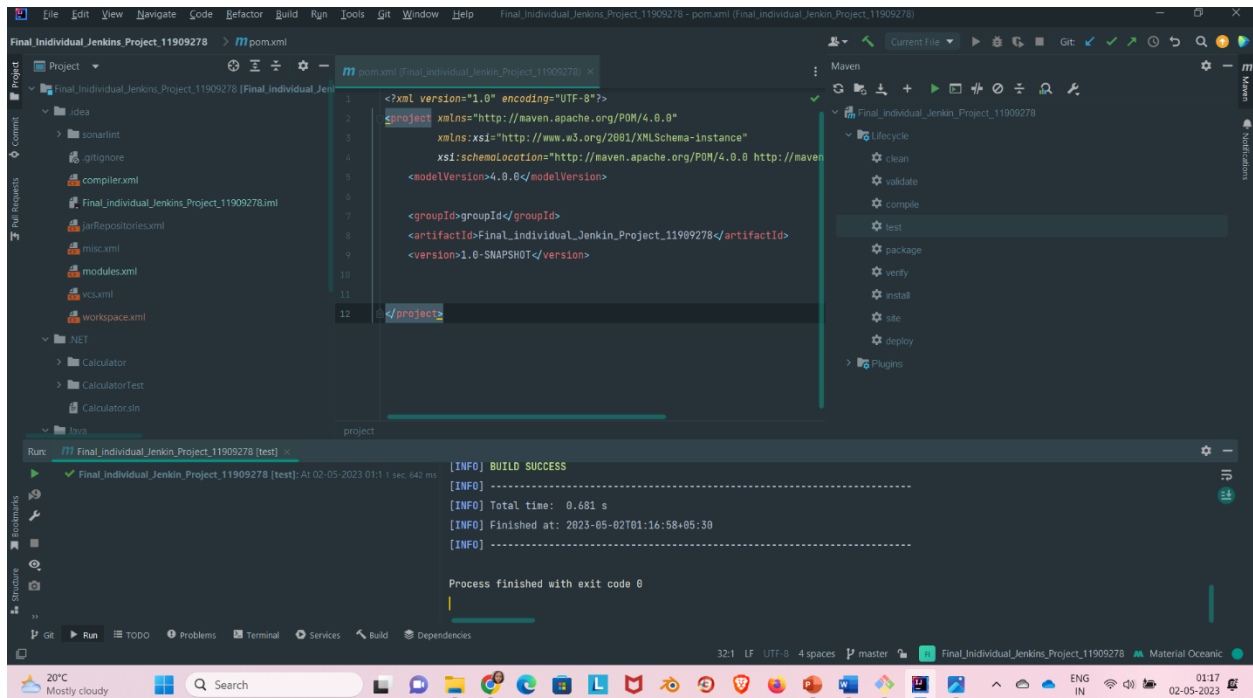 File Edit View Navigate Code Refactor Build Run Tools Git Window Help Final_Inidividual_Jenkins_Project_11909278 - pom.xml (Final_individual_Jenkin_Project_11909278)
Final_Inidividual_Jenkins_Project_11909278 > m pom.xml
Current File
Git:
Project
m pom.xml (Final_individual_Jenkin_Project_11909278)
Maven
Final_Inidividual_Jenkins_Project_11909278 [Final_individual_Jen
.idea
sonarlint
.gitignore
compiler.xml
Final_individual_Jenkins_Project_11909278.iml
jarRepositories.xml
misc.xml
modules.xml
vcs.xml
workspace.xml
.NET
Calculator
CalculatorTest
Calculator.sln
Java
1 <?xml version="1.0" encoding="UTF-8"?>
2 <project xmlns="http://maven.apache.org/POM/4.0.0"
3 xmlns:xsi="http://www.w3.org/2001/XMLSchema-instance"
4 xsi:schemaLocation="http://maven.apache.org/POM/4.0.0 http://maven
5 <modelVersion>4.0.0</modelVersion>
6
7 <groupId>groupId</groupId>
8 <artifactId>Final_individual_Jenkin_Project_11909278</artifactId>
9 <version>1.0-SNAPSHOT</version>
10
11
12 </project>
project
Final_individual_Jenkin_Project_11909278
Lifecycle
clean
validate
compile
test
package
verify
install
site
deploy
Plugins
Project
Commit
Pull Requests
Bookmarks
Structure
Maven
Notifications
Run: m Final_individual_Jenkin_Project_11909278 [test]
Final_individual_Jenkin_Project_11909278 [test]: At 02-05-2023 01:1 1 sec, 642 ms
[INFO] BUILD SUCCESS
[INFO] ------------------------------------------------------------------------
[INFO] Total time: 0.681 s
[INFO] Finished at: 2023-05-02T01:16:58+05:30
[INFO] ------------------------------------------------------------------------
Process finished with exit code 0
Git Run TODO Problems Terminal Services Build Dependencies
32:1 LF UTF-8 4 spaces master Final_Inidividual_Jenkins_Project_11909278 Material Oceanic
20°C
Mostly cloudy
Search
ENG
IN
01:17
02-05-2023